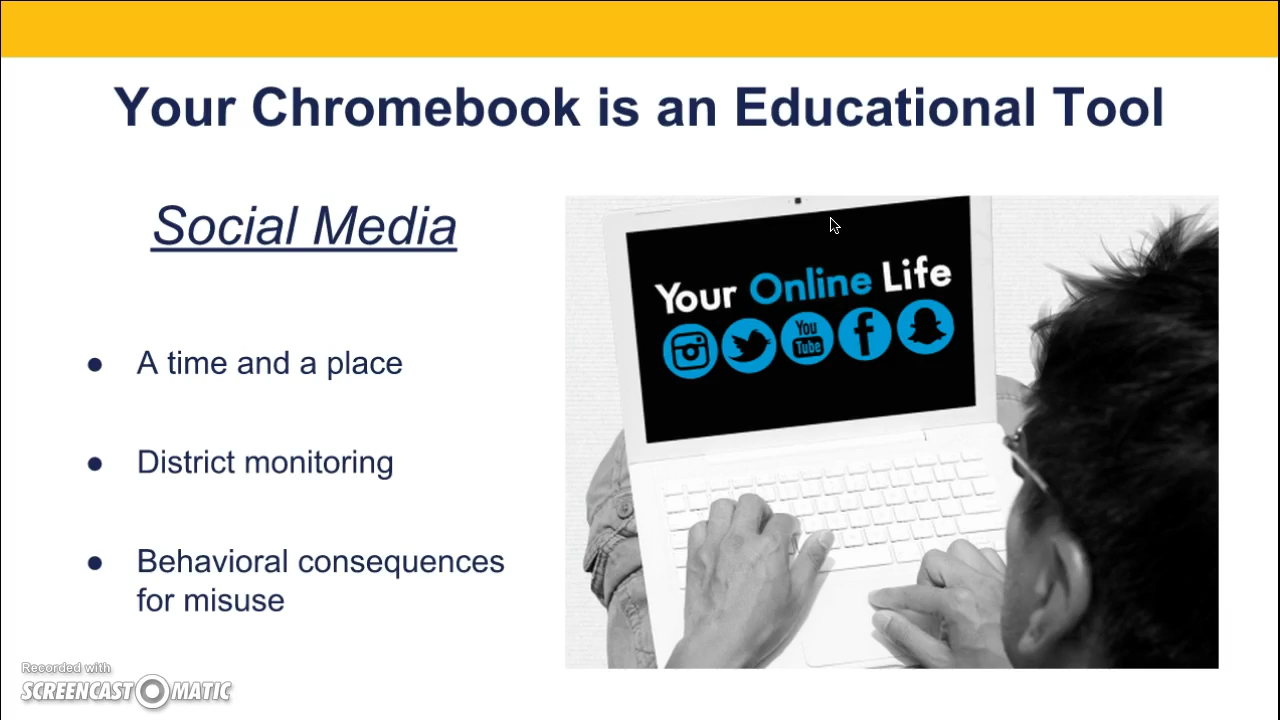 Your Chromebook is an Educational Tool
Social Media
● A time and a place
● District monitoring
● Behavioral consequences
for misuse
Your Online Life
You
Tube
Recorded with
SCREENCAST MATIC